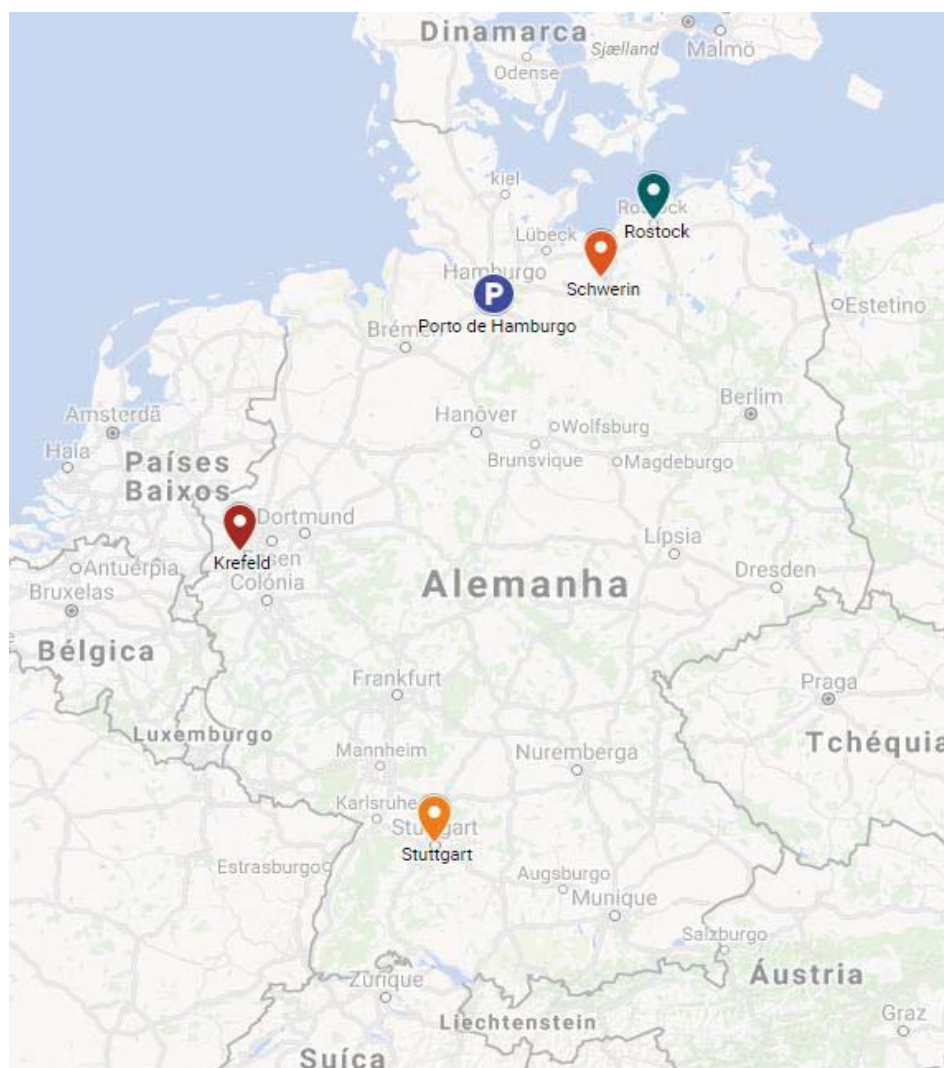 Dinamarca
Sjælland
Malmö
Odense
kiel
Rostock
Rostock
Lübeck
Hamburgo
Schwerin
P
Porto de Hamburgo
Estetino
Berlim
Amsterdã
Hanôver
Wolfsburg
Haia
Brunsvique
Magdeburgo
Países
Baixos
Dortmund
Lípsia
Krefeld
Antuérpia
Colónia
Alemanha
Dresden
Bruxelas
Bélgica
Frankfurt
Praga
Luxemburgo
Tchéquia
Mannheim
Nuremberga
Karlsruhe
Stuttgart
Stuttgart
Estrasburgo
Augsburgo
Munique
Salzburgo
Áustria
Zurique
Liechtenstein
Graz
Suíça